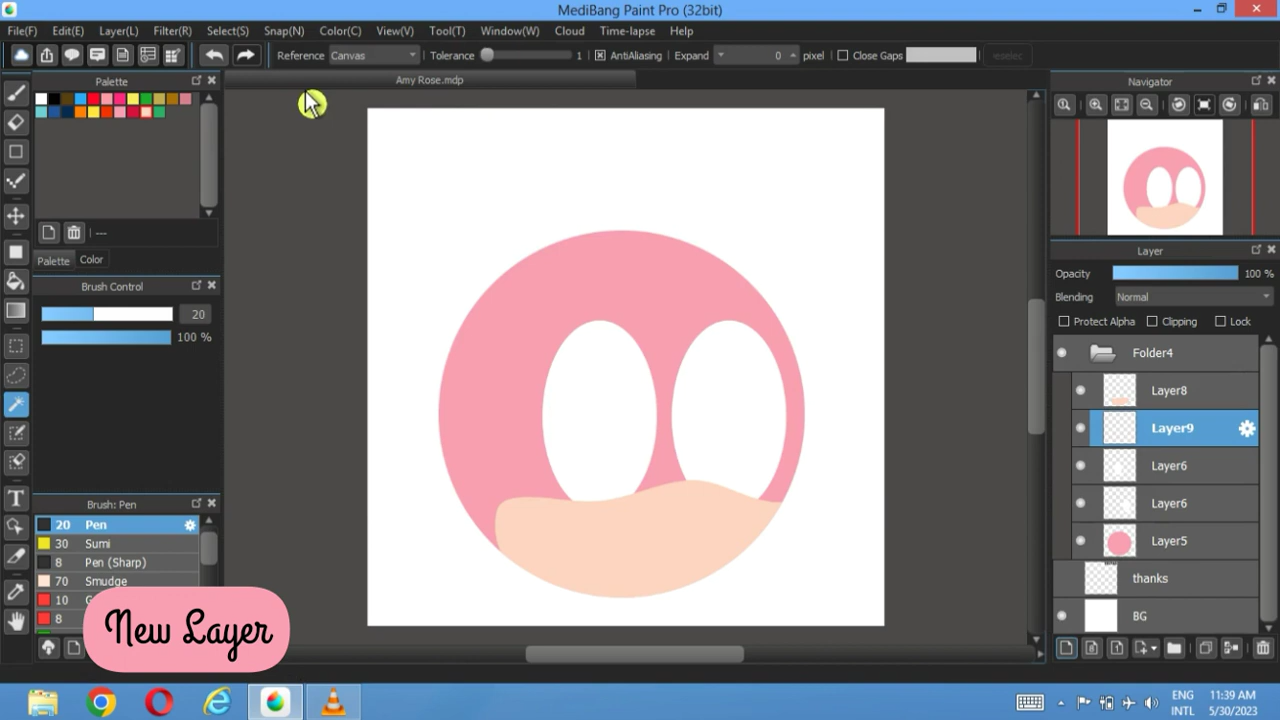 MediBang Paint Pro (32bit)
File(F) Edit(E) Layer(L) Filter(R) Select(S) Snap(N) Color(C) View(V) Tool(T) Window(W) Cloud Time-lapse Help
Reference Canvas Tolerance 1 AntiAliasing Expand 0 pixel Close Gaps
Palette
Amy Rose.mdp
Navigator
---
Palette Color
Brush Control
20
100 %
Layer
Opacity 100 %
Blending Normal
Protect Alpha Clipping Lock
Folder4
Layer8
Layer9
Layer6
Layer6
Layer5
thanks
BG
Brush: Pen
20 Pen
30 Sumi
8 Pen (Sharp)
70 Smudge
10
8
New Layer
ENG
INTL
11:39 AM
5/30/2023